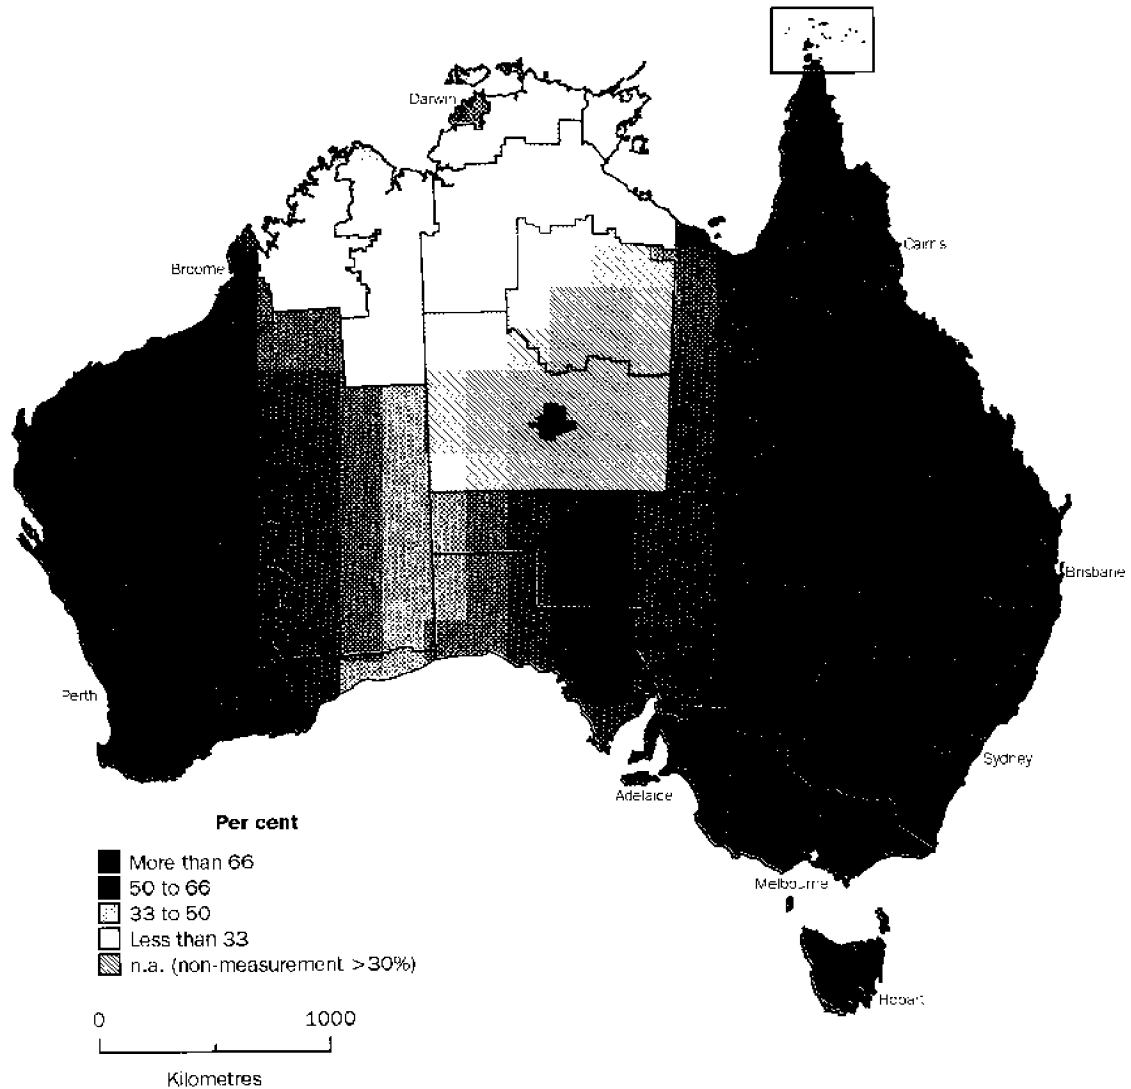 Darwin
Broome
Cairns
Brisbane
Perth
Sydney
Adelaide
Per cent
More than 66
50 to 66
33 to 50
Less than 33
n.a. (non-measurement >30%)
Melbourne
Hobart
0 1000
Kilometres